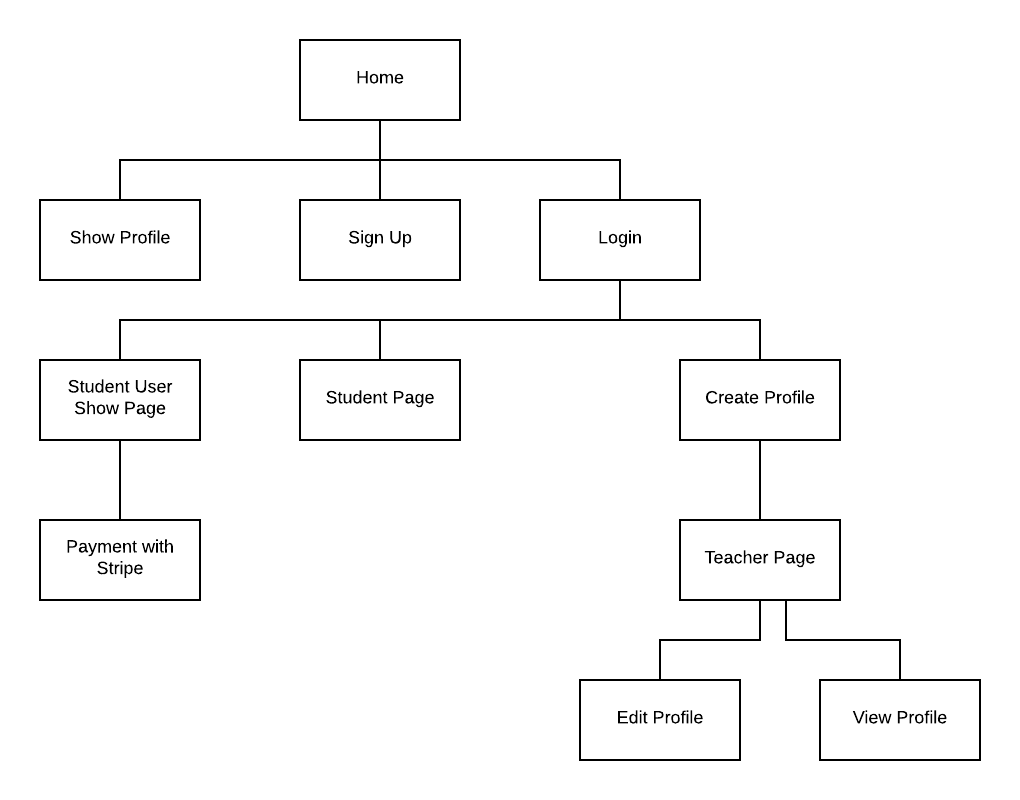 Home
Show Profile
Sign Up
Login
Student User
Show Page
Student Page
Create Profile
Payment with
Stripe
Teacher Page
Edit Profile
View Profile